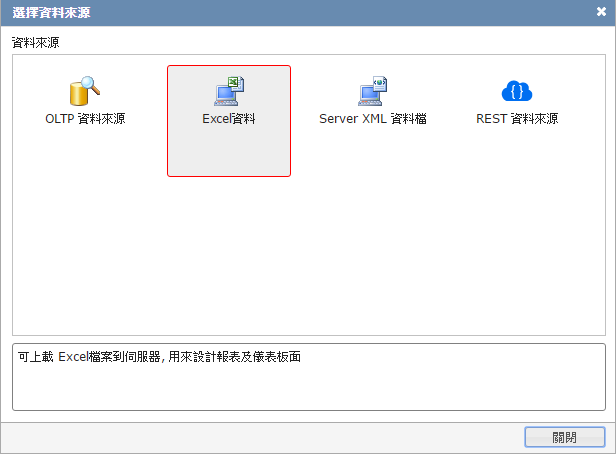 選擇資料來源
資料來源
OLTP 資料來源
Excel資料
Server XML 資料檔
REST 資料來源
可上載 Excel檔案到伺服器, 用來設計報表及儀表板面
關閉